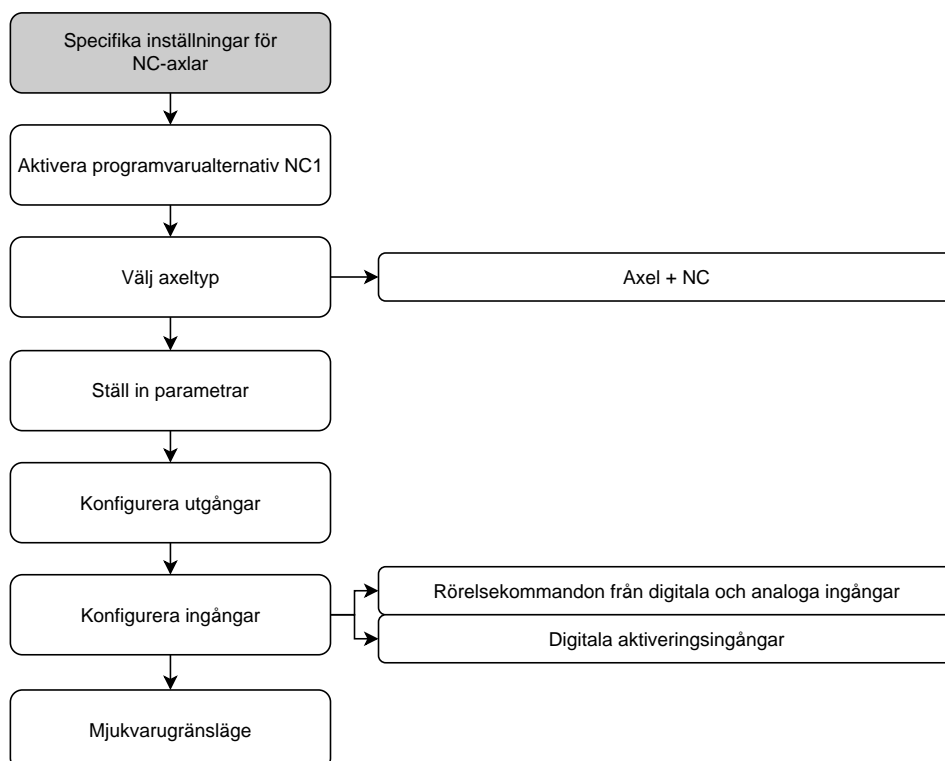 Specifika inställningar för
NC-axlar
Aktivera programvarualternativ NC1
Välj axeltyp
Axel + NC
Ställ in parametrar
Konfigurera utgångar
Konfigurera ingångar
Rörelsekommandon från digitala och analoga ingångar
Digitala aktiveringsingångar
Mjukvarugränsläge